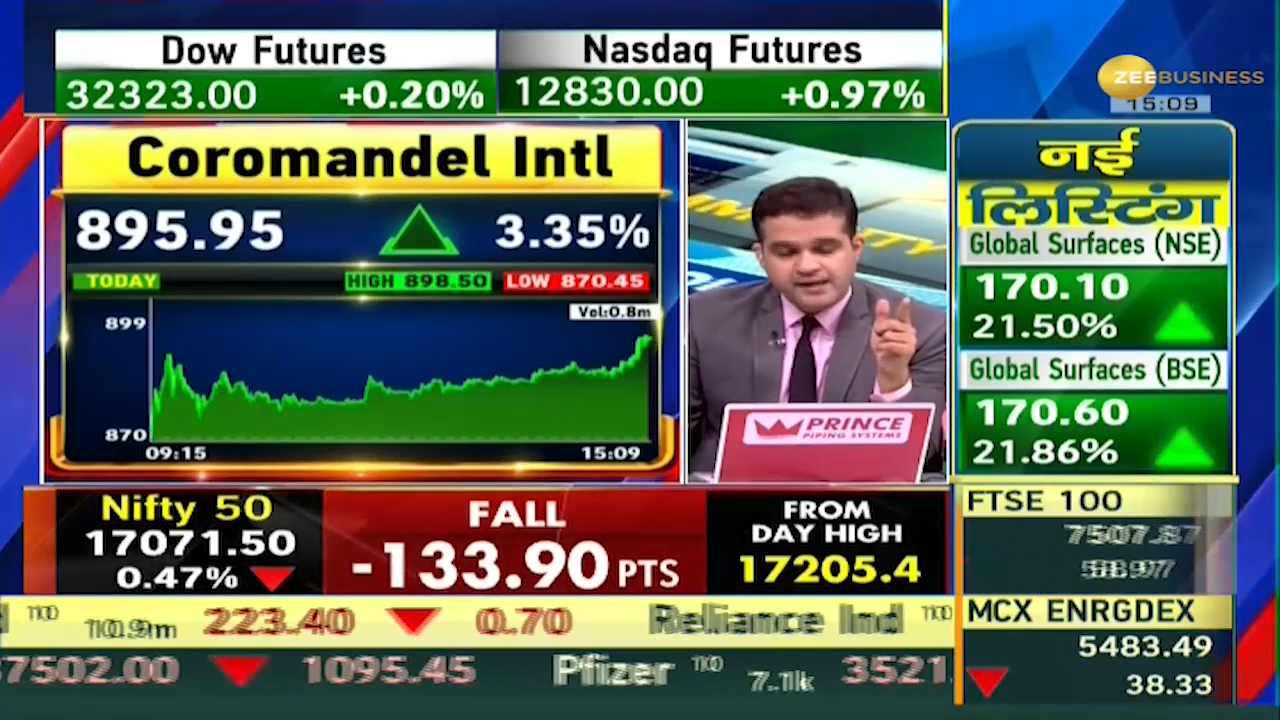 Dow Futures
32323.00 +0.20%
Nasdaq Futures
12830.00 +0.97%
ZEEBUSINESS
15:09
Coromandel Intl
895.95 3.35%
TODAY HIGH 898.50 LOW 870.45
Vol:0.8m
899
870
09:15 15:09
PRINCE
PIPING SYSTEMS
नई
लिस्टिंग
Global Surfaces (NSE)
170.10
21.50%
Global Surfaces (BSE)
170.60
21.86%
Nifty 50
17071.50
0.47%
FALL
-133.90 PTS
FROM
DAY HIGH
17205.4
FTSE 100
7507.87
MCX ENRGDEX
5483.49
38.33
223.40 0.70 Reliance Ind
7502.00 1095.45 Pfizer 7.1k 3521